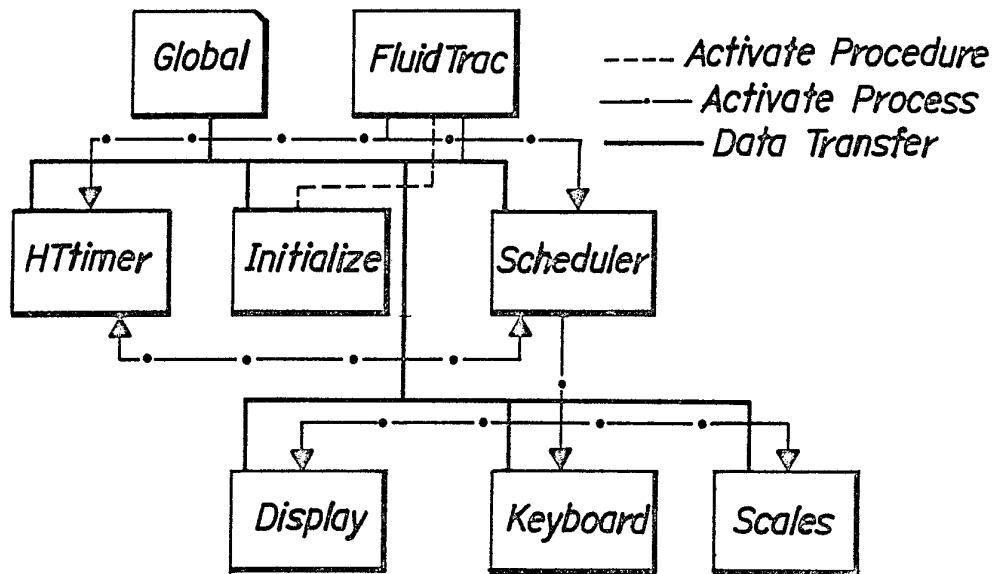 Global
FluidTrac
Activate Procedure
Activate Process
Data Transfer
HTtimer
Initialize
Scheduler
Display
Keyboard
Scales